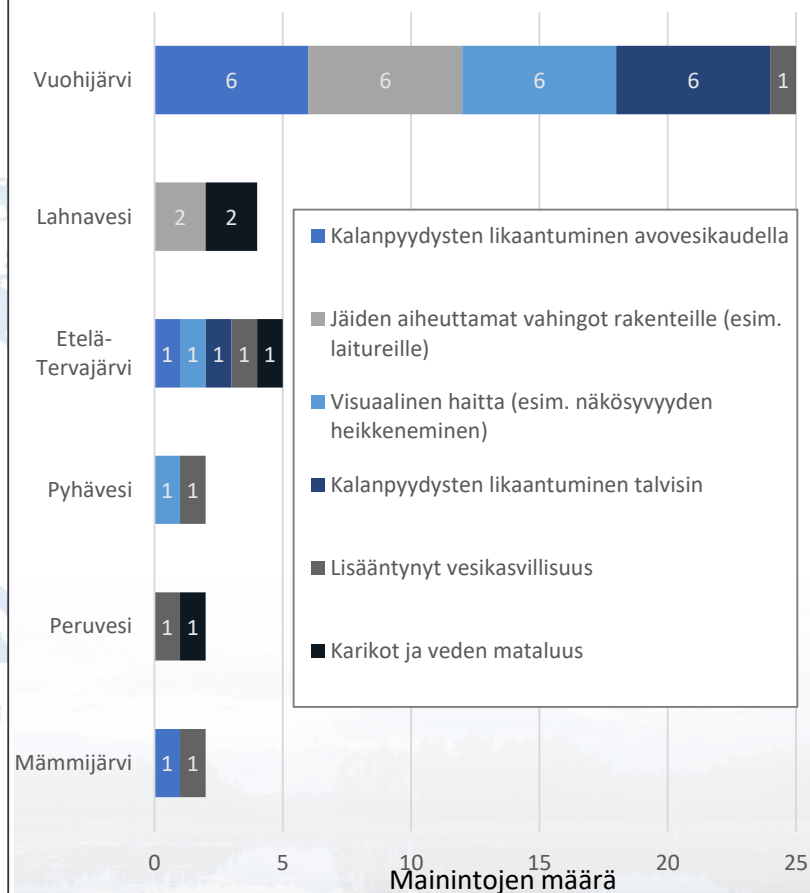 Vuohijärvi
6 6 6 6 1
Lahnavesi
2 2
Etelä-
Tervajärvi
1 1 1 1 1
Pyhävesi
1 1
Peruvesi
1 1
Mämmijärvi
1 1
Kalanpyydysten likaantuminen avovesikaudella
Jäiden aiheuttamat vahingot rakenteille (esim.
laitureille)
Visuaalinen haitta (esim. näkösyvyyden
heikkeneminen)
Kalanpyydysten likaantuminen talvisin
Lisääntynyt vesikasvillisuus
Karikot ja veden mataluus
0 5 10 15 20 25
Mainintojen määrä